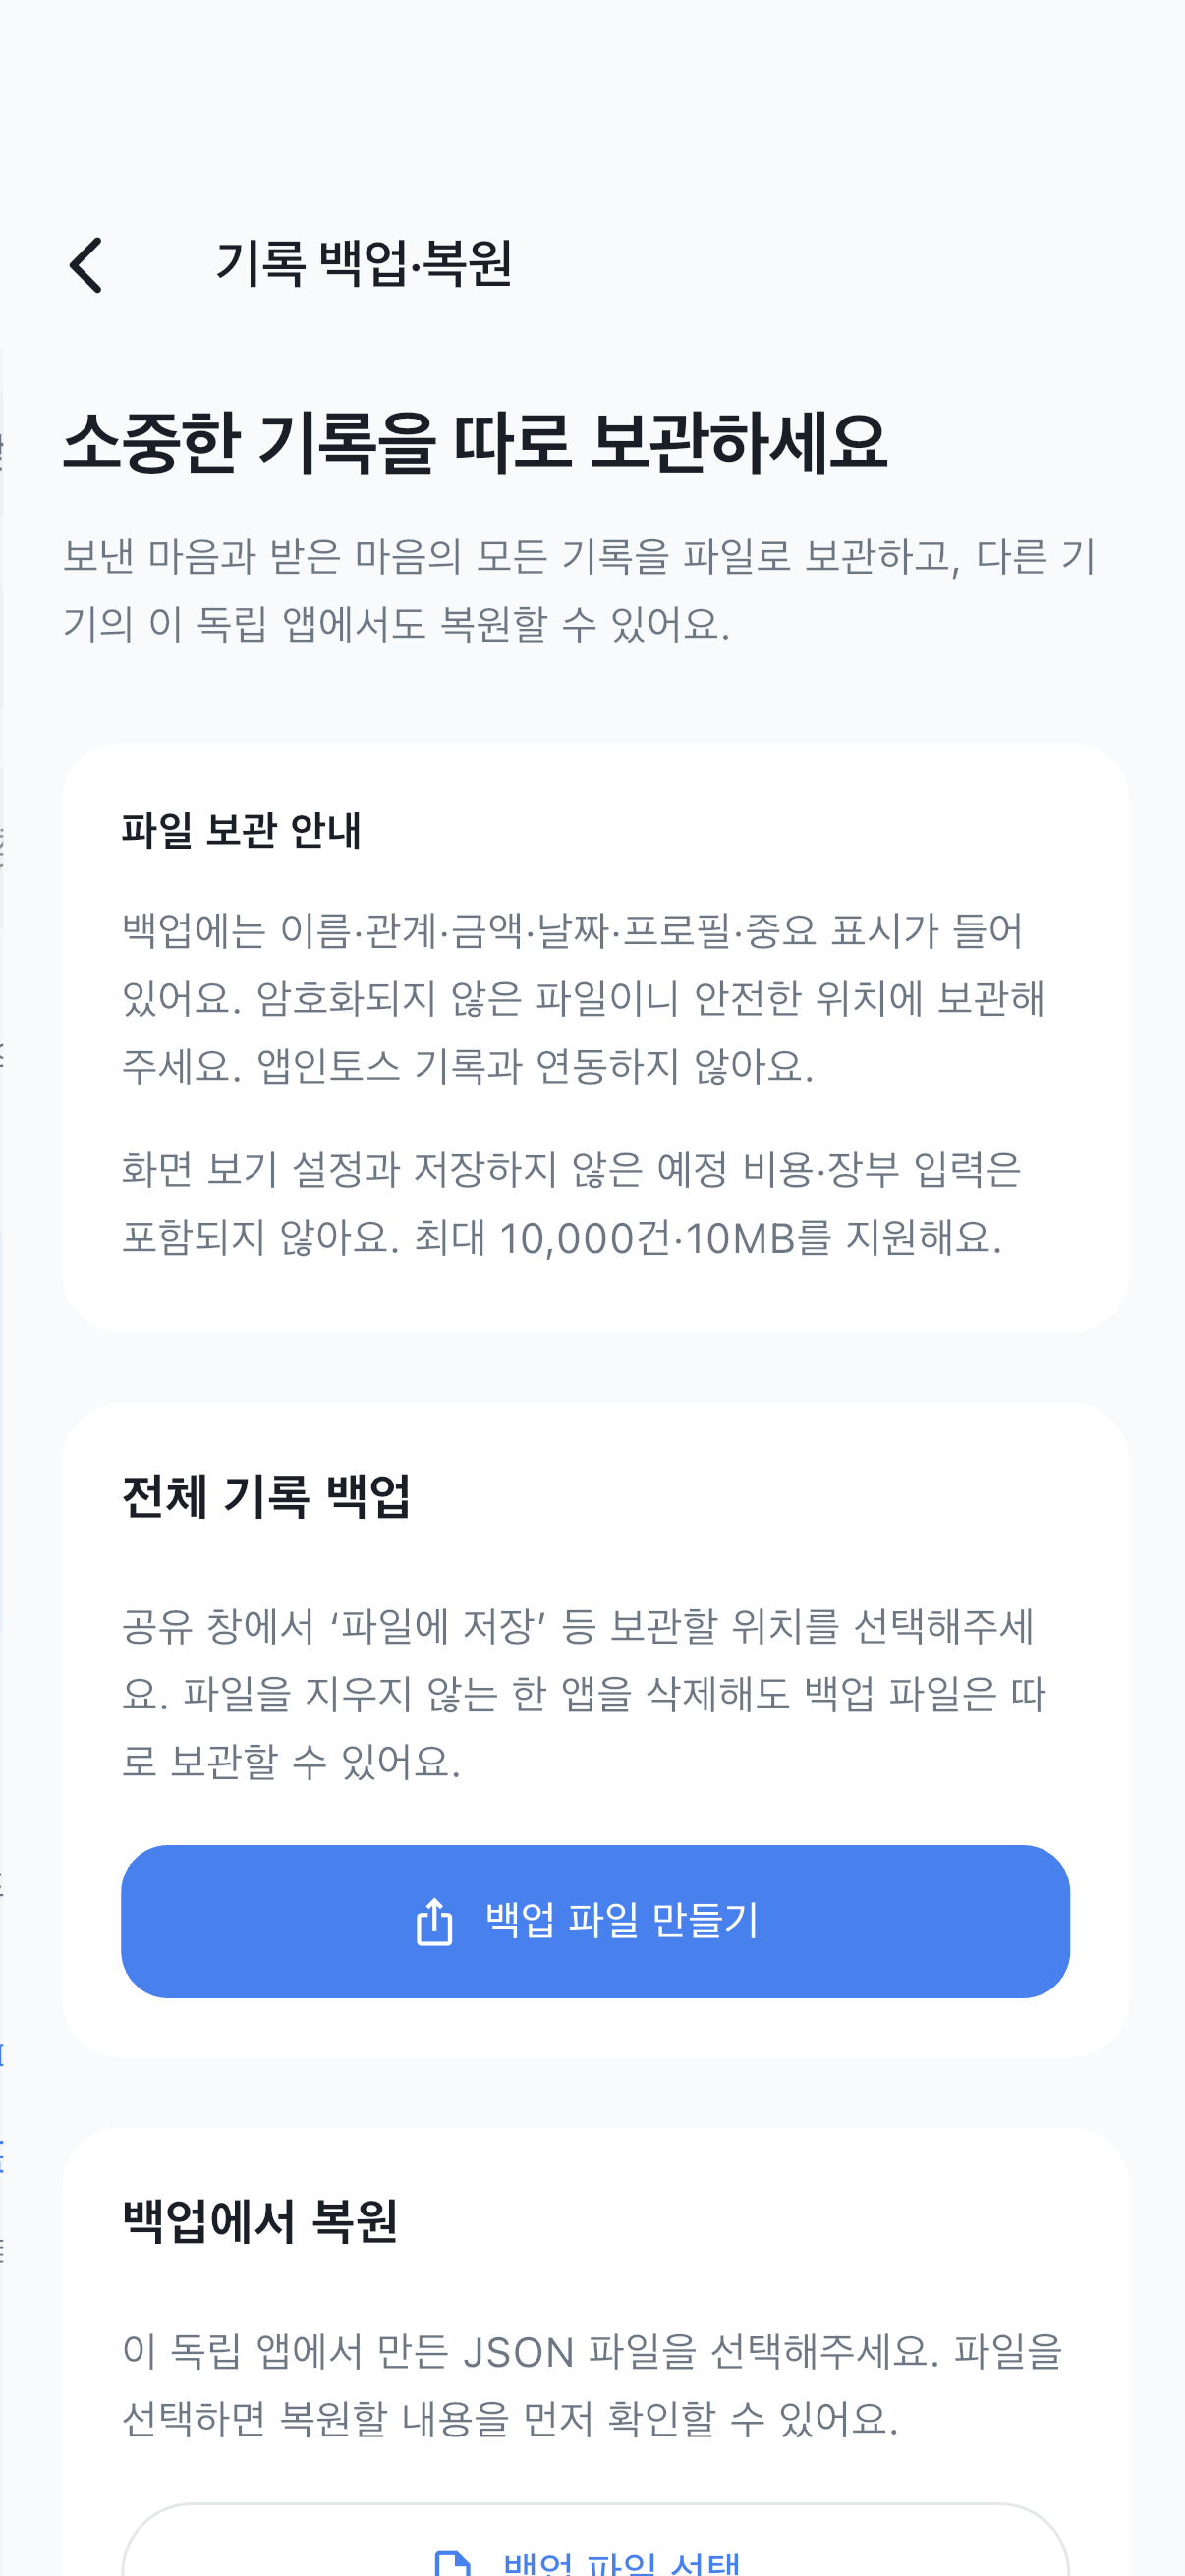 기록 백업·복원
소중한 기록을 따로 보관하세요
보낸 마음과 받은 마음의 모든 기록을 파일로 보관하고, 다른 기
기의 이 독립 앱에서도 복원할 수 있어요.
파일 보관 안내
백업에는 이름·관계·금액·날짜·프로필·중요 표시가 들어
있어요. 암호화되지 않은 파일이니 안전한 위치에 보관해
주세요. 앱인토스 기록과 연동하지 않아요.
화면 보기 설정과 저장하지 않은 예정 비용·장부 입력은
포함되지 않아요. 최대 10,000건·10MB를 지원해요.
전체 기록 백업
공유 창에서 ‘파일에 저장’ 등 보관할 위치를 선택해주세
요. 파일을 지우지 않는 한 앱을 삭제해도 백업 파일은 따
로 보관할 수 있어요.
백업 파일 만들기
백업에서 복원
이 독립 앱에서 만든 JSON 파일을 선택해주세요. 파일을
선택하면 복원할 내용을 먼저 확인할 수 있어요.
백업 파일 선택